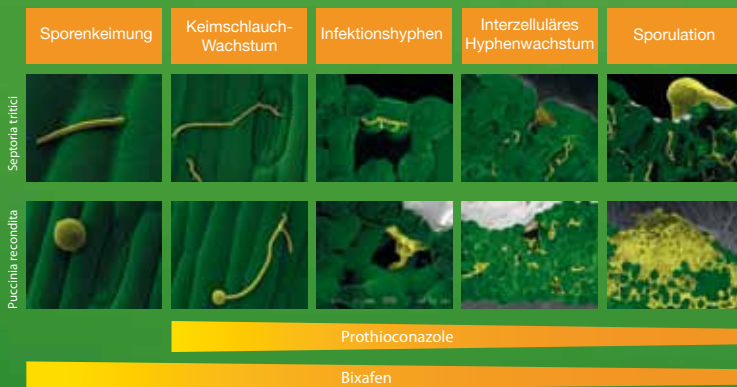 Sporenkeimung
Keimschlauch-
Wachstum
Infektionshyphen
Interzelluläres
Hyphenwachstum
Sporulation
Septoria tritici
Puccinia recondita
Prothioconazole
Bixafen